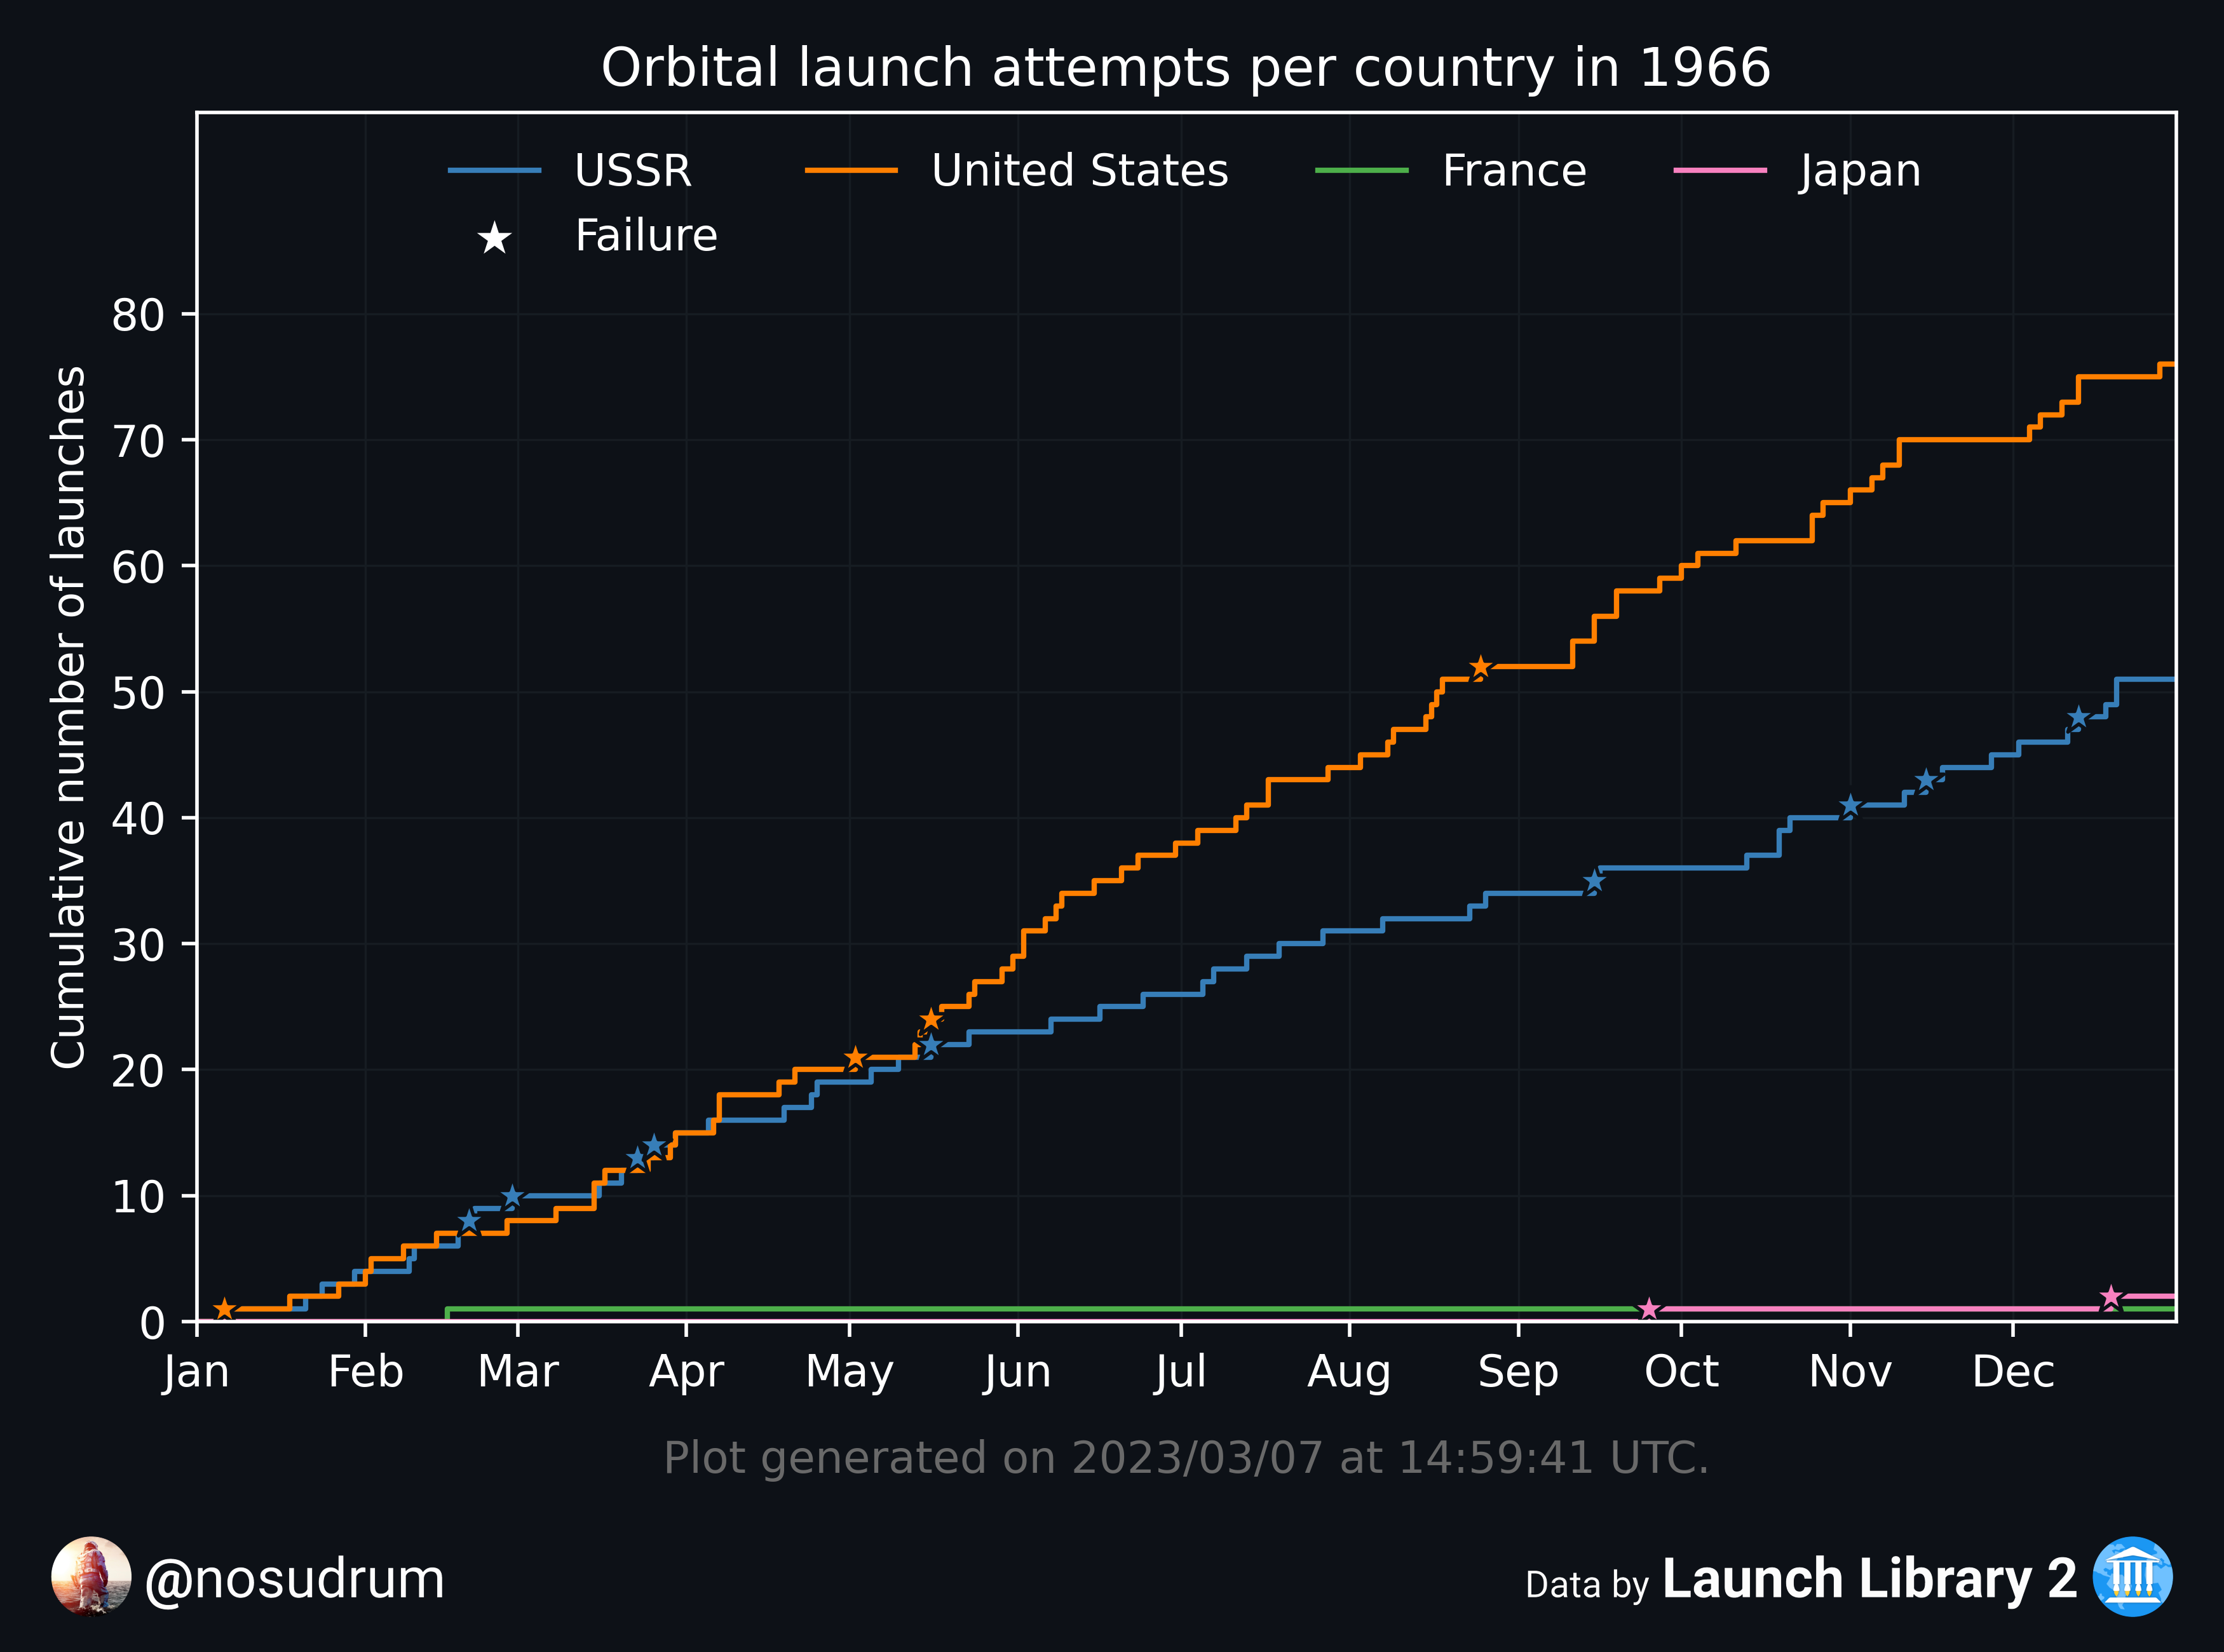 Orbital launch attempts per country in 1966
USSR United States France Japan
Failure
Cumulative number of launches
80
70
60
50
40
30
20
10
0
Jan Feb Mar Apr May Jun Jul Aug Sep Oct Nov Dec
Plot generated on 2023/03/07 at 14:59:41 UTC.
@nosudrum
Data by Launch Library 2